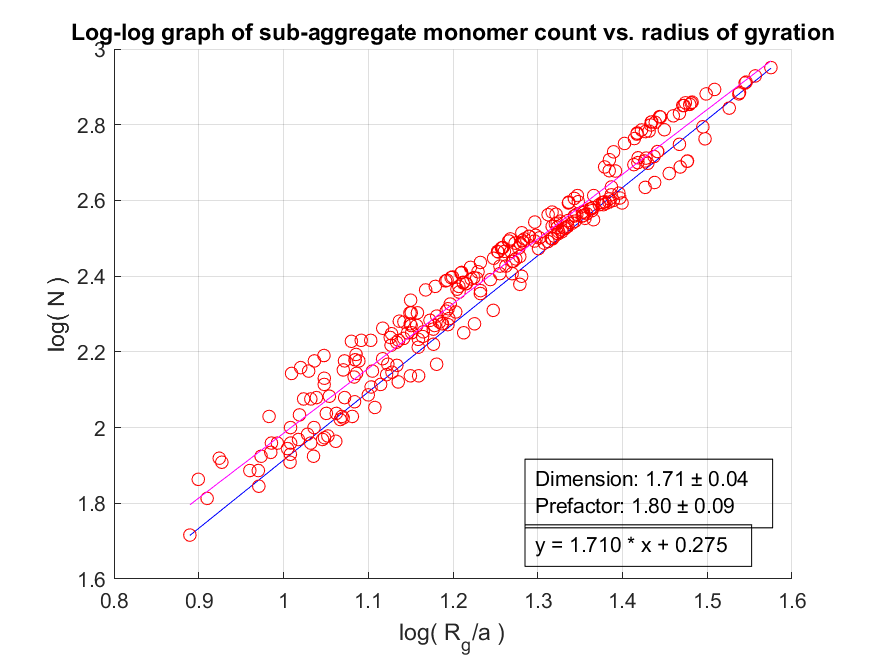 Log-log graph of sub-aggregate monomer count vs. radius of gyration
3
2.8
2.6
2.4
2.2
2
1.8
1.6
log( N )
Dimension: 1.71 ± 0.04
Prefactor: 1.80 ± 0.09
y = 1.710 * x + 0.275
0.8 0.9 1 1.1 1.2 1.3 1.4 1.5 1.6
log( R_g/a )